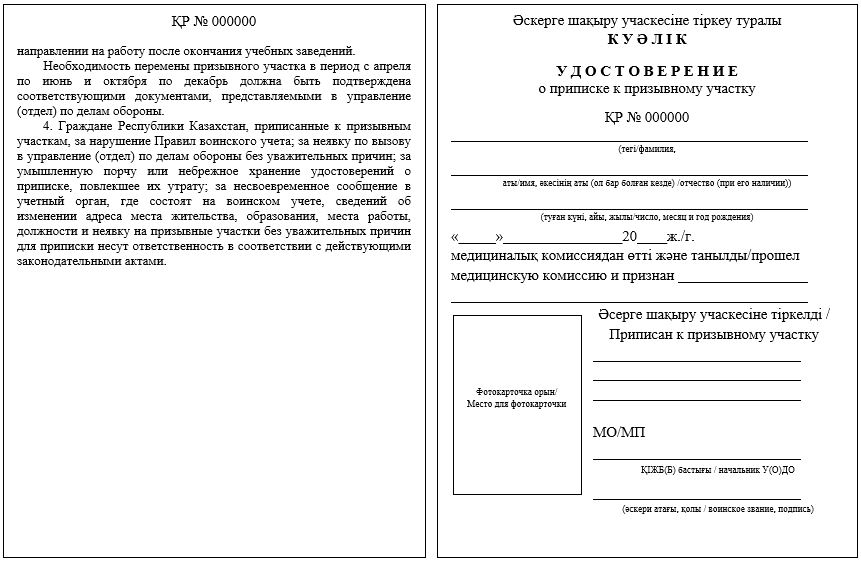 ҚР № 000000
направлении на работу после окончания учебных заведений.
Необходимость перемены призывного участка в период с апреля
по июнь и октября по декабрь должна быть подтверждена
соответствующими документами, представляемыми в управление
(отдел) по делам обороны.
4. Граждане Республики Казахстан, приписанные к призывным
участкам, за нарушение Правил воинского учета; за неявку по вызову
в управление (отдел) по делам обороны без уважительных причин; за
умышленную порчу или небрежное хранение удостоверений о
приписке, повлекшее их утрату; за несвоевременное сообщение в
учетный орган, где состоят на воинском учете, сведений об
изменении адреса места жительства, образования, места работы,
должности и неявку на призывные участки без уважительных причин
для приписки несут ответственность в соответствии с действующими
законодательными актами.
Әскерге шақыру учаскесіне тіркеу туралы
К У Ә Л І К
У Д О С Т О В Е Р Е Н И Е
о приписке к призывному участку
ҚР № 000000
(тегі/фамилия,
аты/имя, әкесінің аты (ол бар болған кезде) /отчество (при его наличии))
(туған күні, айы, жылы/число, месяц и год рождения)
«_____»________________20____ж./г.
медициналық комиссиядан өтті және танылды/прошел
медицинскую комиссию и признан _________________
Әсерге шақыру учаскесіне тіркелді /
Приписан к призывному участку
Фотокарточка орын/
Место для фотокарточки
МО/МП
ҚІЖБ(Б) бастығы / начальник У(О)ДО
(әскери атағы, қолы / воинское звание, подпись)